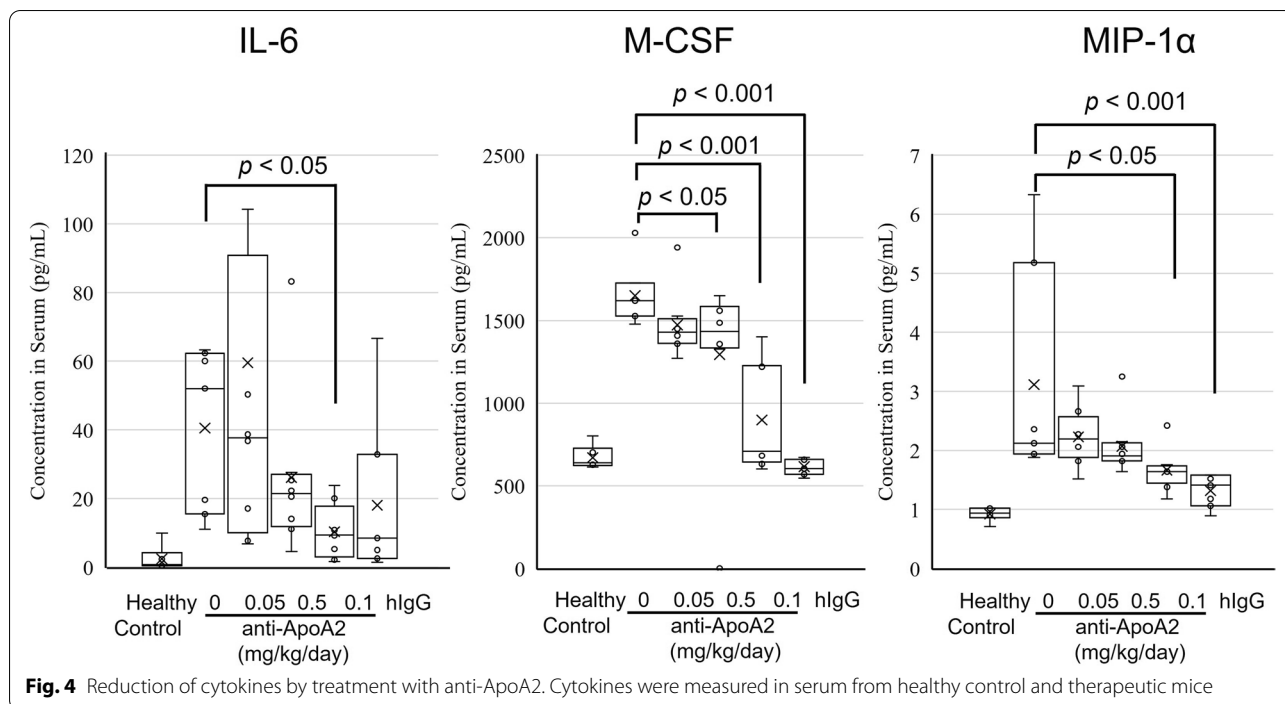 IL-6
M-CSF
MIP-1α
p < 0.05
120
100
80
60
40
20
0
Concentration in Serum (pg/mL)
Healthy Control
0 0.05 0.5 0.1 hIgG
anti-ApoA2
(mg/kg/day)
p < 0.001
p < 0.001
p < 0.05
2500
2000
1500
1000
500
0
Concentration in Serum (pg/mL)
Healthy Control
0 0.05 0.5 0.1 hIgG
anti-ApoA2
(mg/kg/day)
p < 0.001
p < 0.05
7
6
5
4
3
2
1
0
Concentration in Serum (pg/mL)
Healthy Control
0 0.05 0.5 0.1 hIgG
anti-ApoA2
(mg/kg/day)
Fig. 4 Reduction of cytokines by treatment with anti-ApoA2. Cytokines were measured in serum from healthy control and therapeutic mice